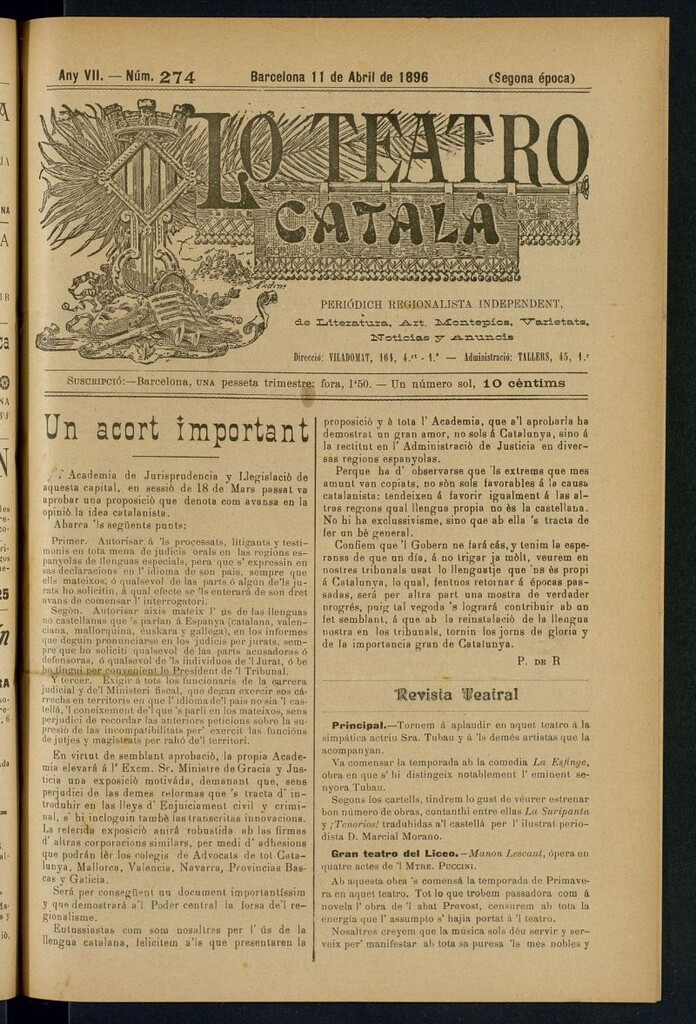 Any VII. — Núm. 274
Barcelona 11 de Abril de 1896
(Segona época)
LO TEATRO
CATALÀ
PERIÓDICH REGIONALISTA INDEPENDENT,
de Literatura, Art, Montepios, Varietats,
Noticias y Anuncis
Direcció: VILADOMAT, 164, 4.rt - 1.ª — Administració: TALLERS, 45, 1.r
SUSCRIPCIÓ:—Barcelona, UNA pesseta trimestre: fora, 1'50. — Un número sol, 10 céntims
Un acort important
Academia de Jurisprudencia y Llegislació de
aquesta capital, en sessió de 18 de Mars passat va
aprobar una proposició que denota com avansa en la
opinió la idea catalanista.
Abarca 'ls següents punts:
Primer. Autorisar á 'ls processats, litigants y testi-
monis en tota mena de judicis orals en las regions es-
panyolas de llenguas especials, pera que s' expressin en
sas declaracions en l' idioma de son pais, sempre que
ells mateixos, ó qualsevol de las parts ó algún de'ls ju-
rats ho solicitin, á qual efecte se 'ls enterará de son dret
avans de comensar l' interrogatori.
Segón. Autorisar aixis mateix l' ús de las llenguas
no castellanas que 's parlan á Espanya (catalana, valen-
ciana, mallorquina, euskara y gallega), en los informes
que deguin pronunciarse en los judicis per jurats, sem-
pre que ho soliciti qualsevol de las parts acusadoras ó
defensoras, ó qualsevol de 'ls individuos de 'l Jurat, ó bé
ho tingui per convenient lo President de 'l Tribunal.
Y tercer. Exigir á tots los funcionaris de la carrera
judicial y de'l Ministeri fiscal, que degan exercir sos cá-
rrechs en territoris en que l' idioma de'l pais no sia 'l cas-
tellá, 'l coneixement de'l que 's parli en los mateixos, sens
perjudici de recordar las anteriors peticions sobre la su-
presió de las incompatibilitats per' exercit las funcións
de jutjes y magistrats per rahó de'l territori.
En virtut de semblant aprobació, la propia Acade-
mia elevará á l' Excm. Sr. Ministre de Gracia y Jus-
ticia una exposició motivada, demanant que, sens
perjudici de las demes reformas que 's tracta d' in-
troduhir en las lleys d' Enjuiciament civil y crimi-
nal, s' hi incloguin també las transcritas innovacions.
La referida exposició anirá robustida ab las firmas
d' altras corporacions similars, per medi d' adhesions
que podrán fér los colegis de Advocats de tot Cata-
lunya, Mallorca, Valencia, Navarra, Provincias Bas-
cas y Galicia.
Será per consegüent un document importantíssim
y que demostrará a'l Poder central la forsa de'l re-
gionalisme.
Entussiastas com som nosaltres per l' ús de la
llengua catalana, felicitem a'ls que presentaren la
proposició y á tota l' Academia, que a'l aprobarla ha
demostrat un gran amor, no sols á Catalunya, sino á
la rectitut en l' Administració de Justicia en diver-
sas regions espanyolas.
Perque ha d' observarse que 'ls extrems que mes
amunt van copiats, no són sols favorables á la causa
catalanista: tendeixen á favorir igualment á las al-
tras regions qual llengua propia no és la castellana.
No hi ha exclussivisme, sino que ab ella 's tracta de
fer un bé general.
Confiem que 'l Gobern ne fará cás, y tenim la espe-
ransa de que un dia, á no trigar ja mòlt, veurem en
nostres tribunals usat lo llenguatje que 'ns és propi
á Catalunya, lo qual, fentnos retornar á épocas pas-
sadas, será per altra part una mostra de verdader
progrés, puig tal vegoda 's lograrà contribuir ab un
fet semblant, á que ab la reinstalació de la llengua
nostra en los tribunals, tornin los jorns de gloria y
de la importancia gran de Catalunya.
P. DE R
Revista Teatral
Principal.—Tornem á aplaudir en aquet teatro á la
simpática actriu Sra. Tubau y á 'ls demés artistas que la
acompanyan.
Va comensar la temporada ab la comedia La Esfinge,
obra en que s' hi distingeix notablement l' eminent se-
nyora Tubau.
Segons los cartells, tindrem lo gust de véurer estrenar
bon número de obras, contanthi entre ellas La Suripanta
y ¡Tenorios! traduhidas a'l castellá per l' ilustrat perio-
dista D. Marcial Morano.
Gran teatro del Liceo.—Manon Lescaut, ópera en
quatre actes de 'l MTRE. PUCCINI.
Ab aquesta obra 's comensá la temporada de Primave-
ra en aquet teatro. Tot lo que trobem passadora com á
novela l' obra de 'l abat Prevost, censurem ab tota la
energía que l' assumpto s' hajia portat á 'l teatro.
Nosaltres creyem que la música sols déu servir y ser-
veix per' manifestar ab tota sa puresa 'ls mes nobles y